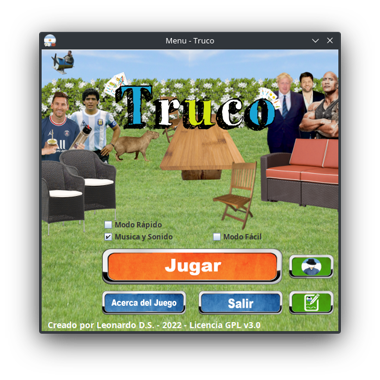 Menu - Truco
Truco
Modo Rápido
Musica y Sonido
Modo Fácil
Jugar
Acerca del Juego
Salir
Creado por Leonardo D.S. - 2022 - Licencia GPL v3.0